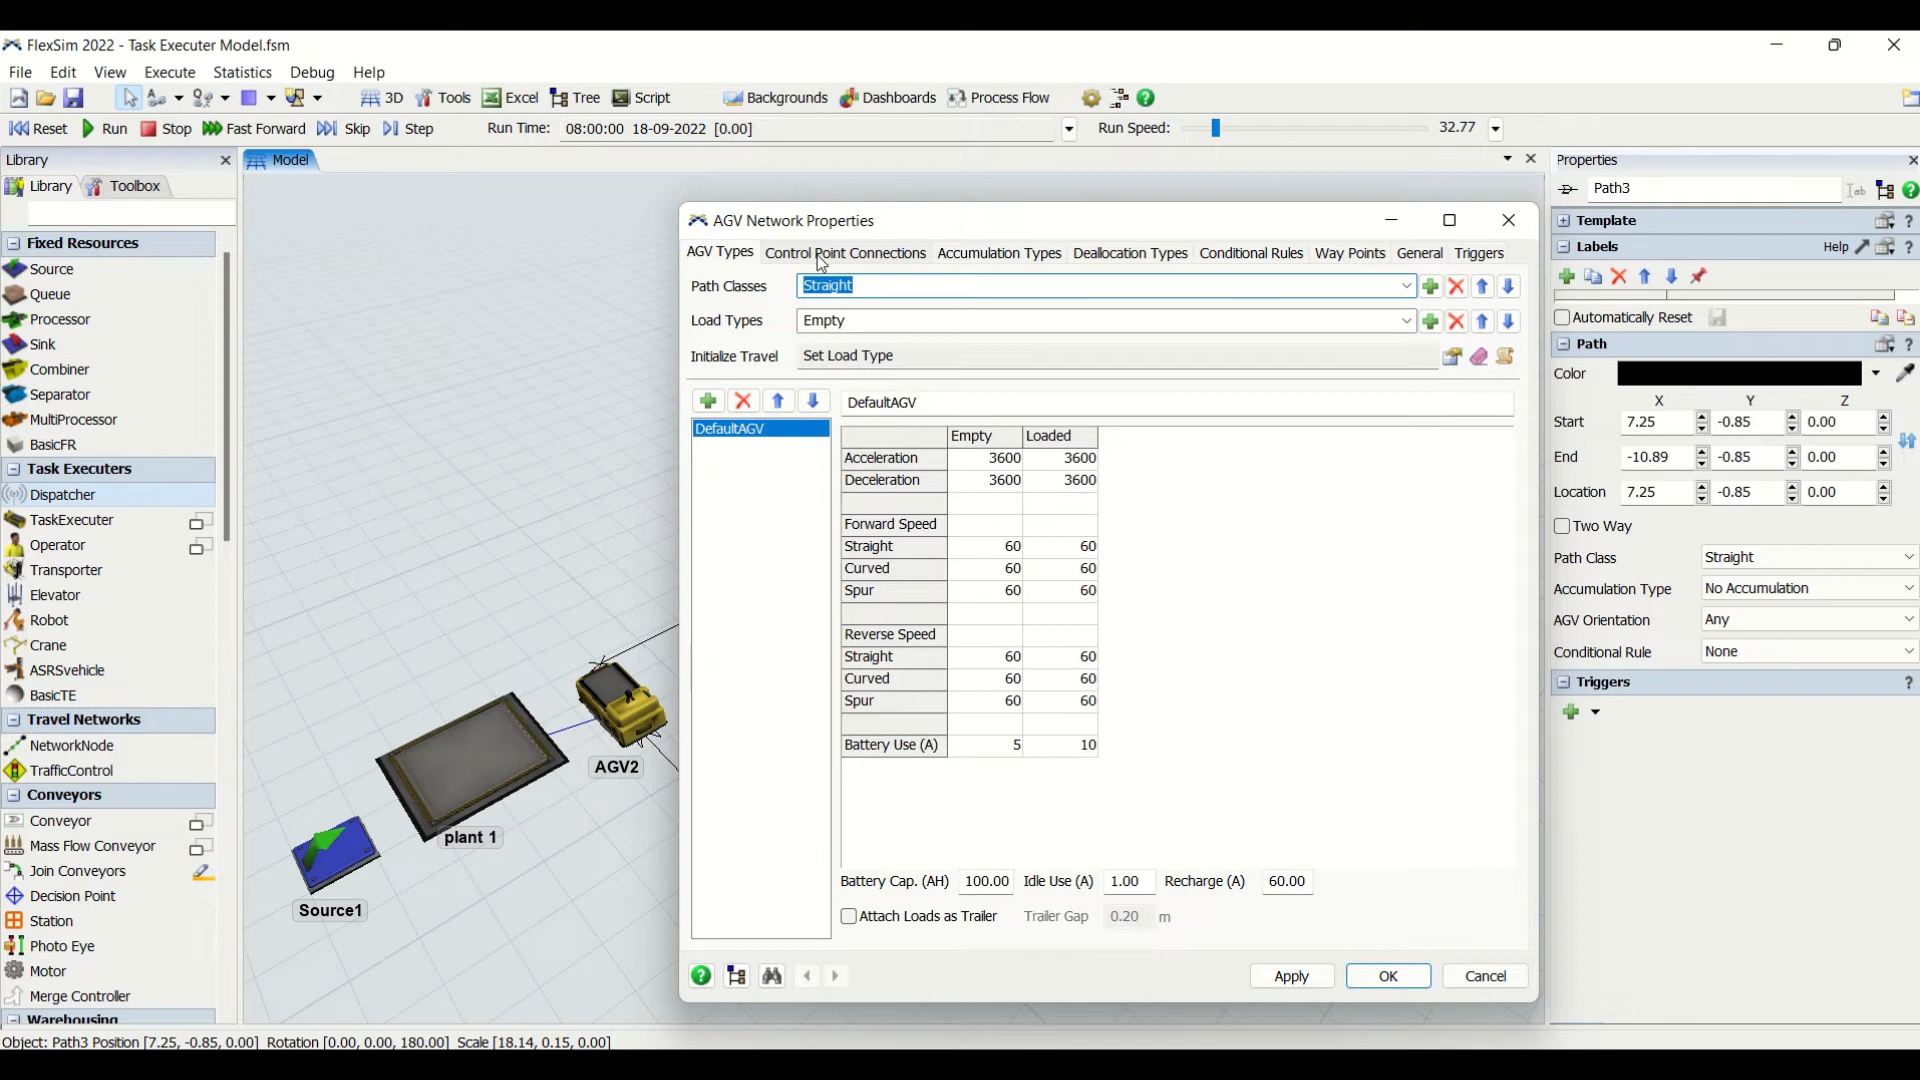 FlexSim 2022 - Task Executer Model.fsm
File Edit View Execute Statistics Debug Help
3D Tools Excel Tree Script Backgrounds Dashboards Process Flow
Reset Run Stop Fast Forward Skip Step Run Time: 08:00:00 18-09-2022 [0.00] Run Speed: 32.77
Library
Library Toolbox
Fixed Resources
Source
Queue
Processor
Sink
Combiner
Separator
MultiProcessor
BasicFR
Task Executers
Dispatcher
TaskExecuter
Operator
Transporter
Elevator
Robot
Crane
ASRSvehicle
BasicTE
Travel Networks
NetworkNode
TrafficControl
Conveyors
Conveyor
Mass Flow Conveyor
Join Conveyors
Decision Point
Station
Photo Eye
Motor
Merge Controller
Warehousing
Model
AGV2
plant 1
Source1
AGV Network Properties
AGV Types Control Point Connections Accumulation Types Deallocation Types Conditional Rules Way Points General Triggers
Path Classes Straight
Load Types Empty
Initialize Travel Set Load Type
DefaultAGV
DefaultAGV
Empty Loaded
Acceleration 3600 3600
Deceleration 3600 3600
Forward Speed
Straight 60 60
Curved 60 60
Spur 60 60
Reverse Speed
Straight 60 60
Curved 60 60
Spur 60 60
Battery Use (A) 5 10
Battery Cap. (AH) 100.00 Idle Use (A) 1.00 Recharge (A) 60.00
Attach Loads as Trailer Trailer Gap 0.20 m
Apply OK Cancel
Properties
Path3
Template
Labels Help
Automatically Reset
Path
Color
X Y Z
Start 7.25 -0.85 0.00
End -10.89 -0.85 0.00
Location 7.25 -0.85 0.00
Two Way
Path Class Straight
Accumulation Type No Accumulation
AGV Orientation Any
Conditional Rule None
Triggers
Object: Path3 Position [7.25, -0.85, 0.00] Rotation [0.00, 0.00, 180.00] Scale [18.14, 0.15, 0.00]